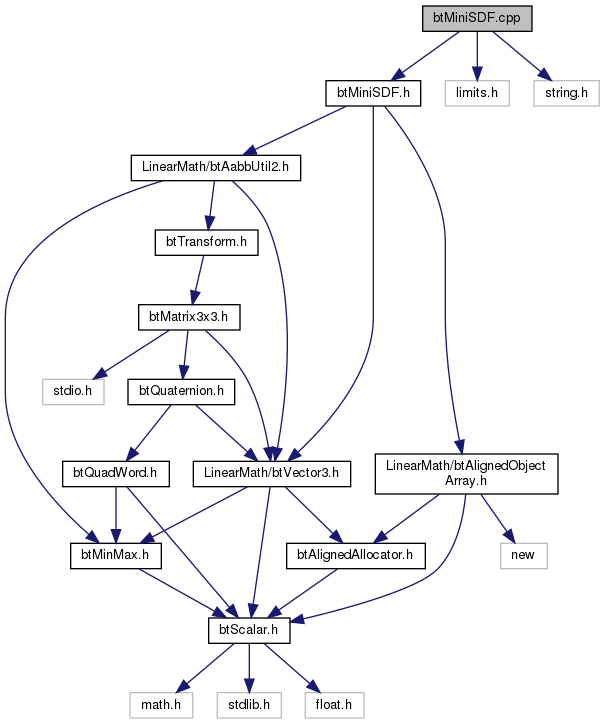 btMiniSDF.cpp
btMiniSDF.h
limits.h
string.h
LinearMath/btAabbUtil2.h
btTransform.h
btMatrix3x3.h
stdio.h
btQuaternion.h
btQuadWord.h
LinearMath/btVector3.h
LinearMath/btAlignedObject
Array.h
btMinMax.h
btAlignedAllocator.h
new
btScalar.h
math.h
stdlib.h
float.h